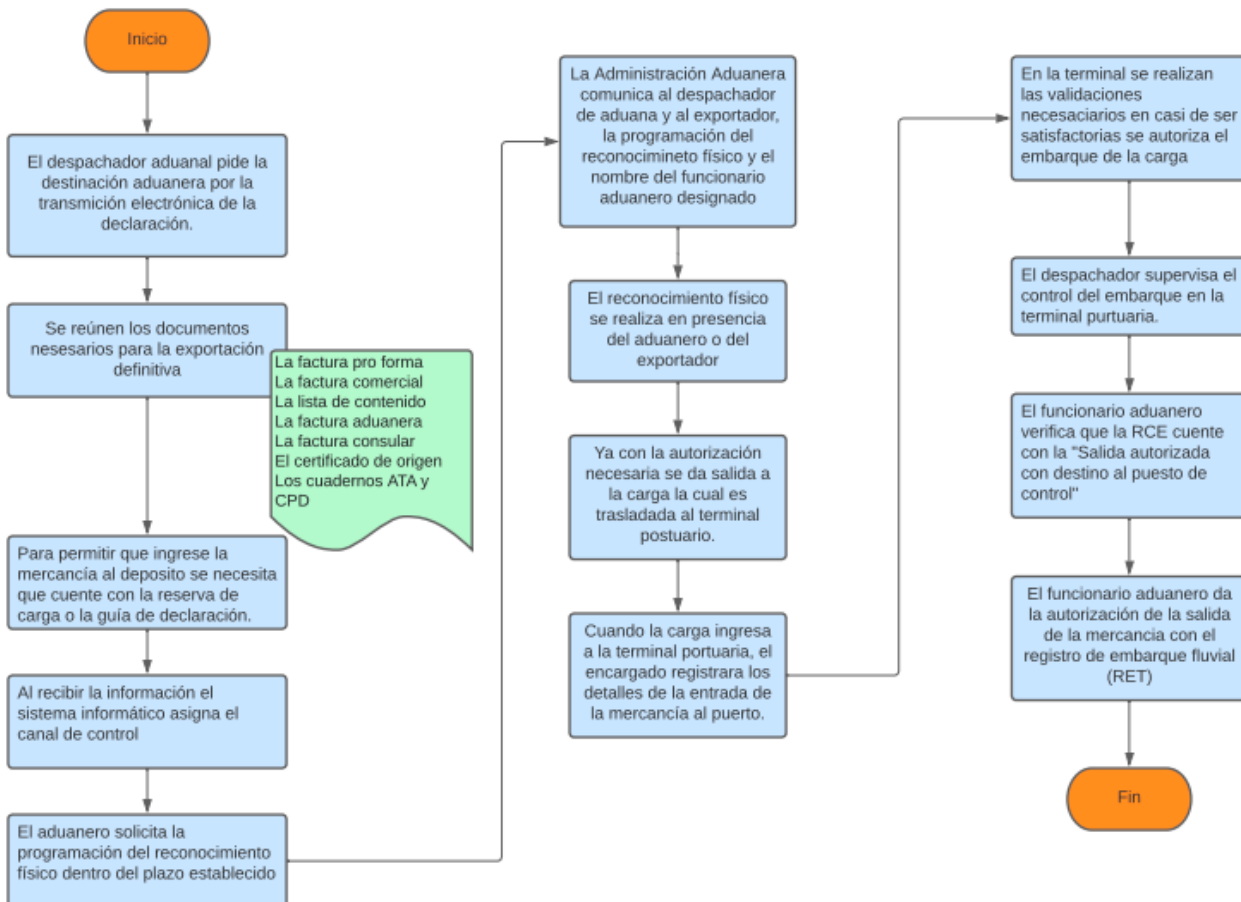 Inicio
El despachador aduanal pide la
destinación aduanera por la
transmición electrónica de la
declaración.
Se reúnen los documentos
nesesarios para la exportación
definitiva
La factura pro forma
La factura comercial
La lista de contenido
La factura aduanera
La factura consular
El certificado de origen
Los cuadernos ATA y
CPD
Para permitir que ingrese la
mercancía al deposito se necesita
que cuente con la reserva de
carga o la guía de declaración.
Al recibir la información el
sistema informático asigna el
canal de control
El aduanero solicita la
programación del reconocimiento
físico dentro del plazo establecido
La Administración Aduanera
comunica al despachador
de aduana y al exportador,
la programación del
reconocimineto físico y el
nombre del funcionario
aduanero designado
El reconocimiento físico
se realiza en presencia
del aduanero o del
exportador
Ya con la autorización
necesaria se da salida a
la carga la cual es
trasladada al terminal
postuario.
Cuando la carga ingresa
a la terminal portuaria, el
encargado registrara los
detalles de la entrada de
la mercancía al puerto.
En la terminal se realizan
las validaciones
necesaciarios en casi de ser
satisfactorias se autoriza el
embarque de la carga
El despachador supervisa el
control del embarque en la
terminal purtuaria.
El funcionario aduanero
verifica que la RCE cuente
con la "Salida autorizada
con destino al puesto de
control"
El funcionario aduanero da
la autorización de la salida
de la mercancia con el
registro de embarque fluvial
(RET)
Fin